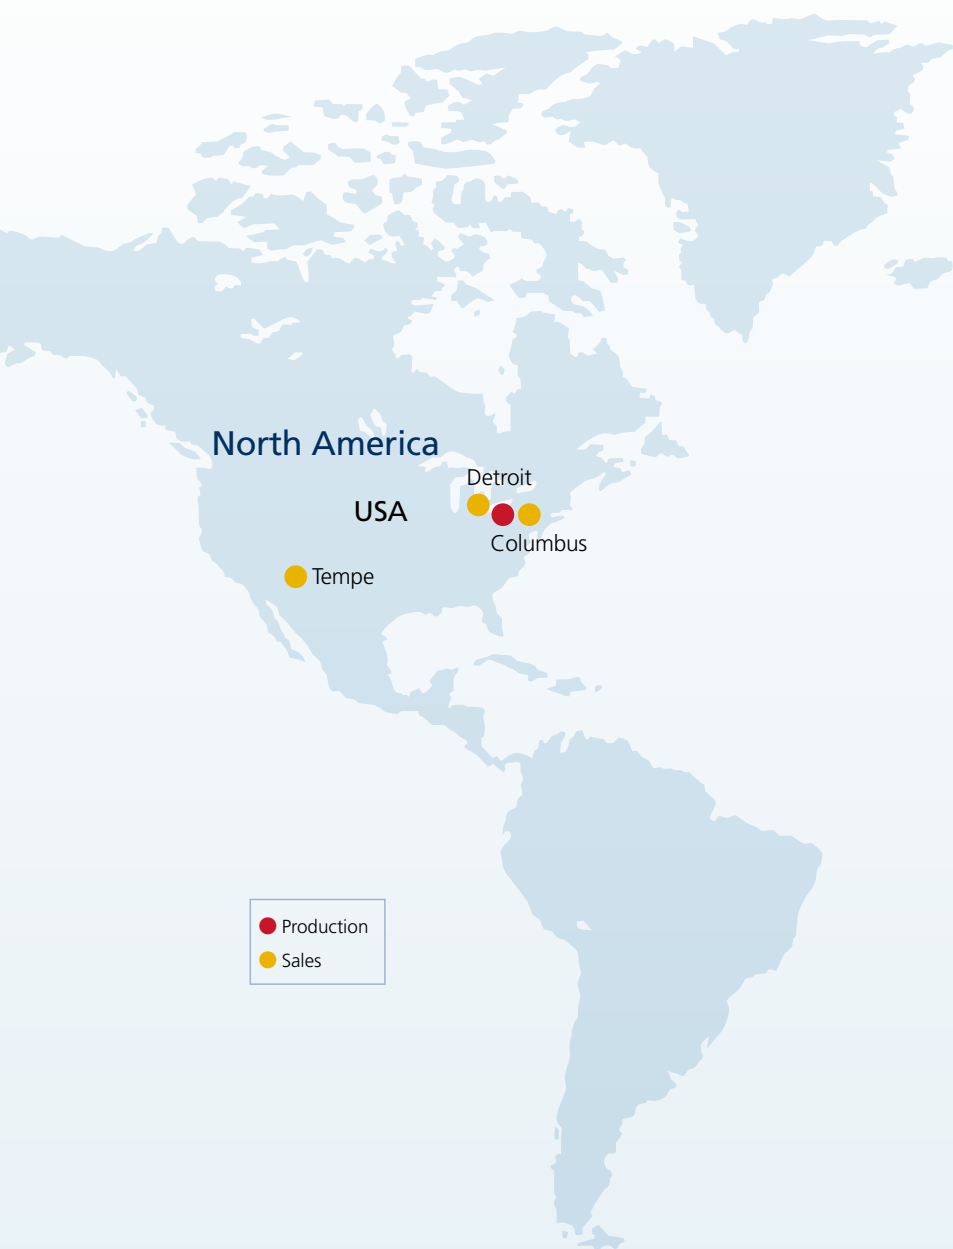 North America
Detroit
USA
Columbus
Tempe
Production
Sales